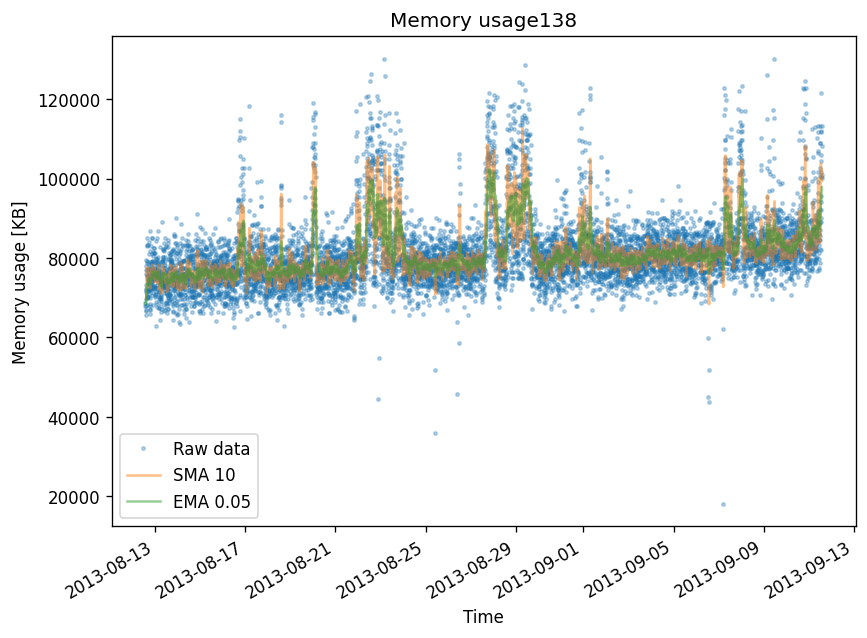 Memory usage138
Memory usage [KB]
120000
100000
80000
60000
40000
20000
Raw data
SMA 10
EMA 0.05
2013-08-13
2013-08-17
2013-08-21
2013-08-25
2013-08-29
2013-09-01
2013-09-05
2013-09-09
2013-09-13
Time